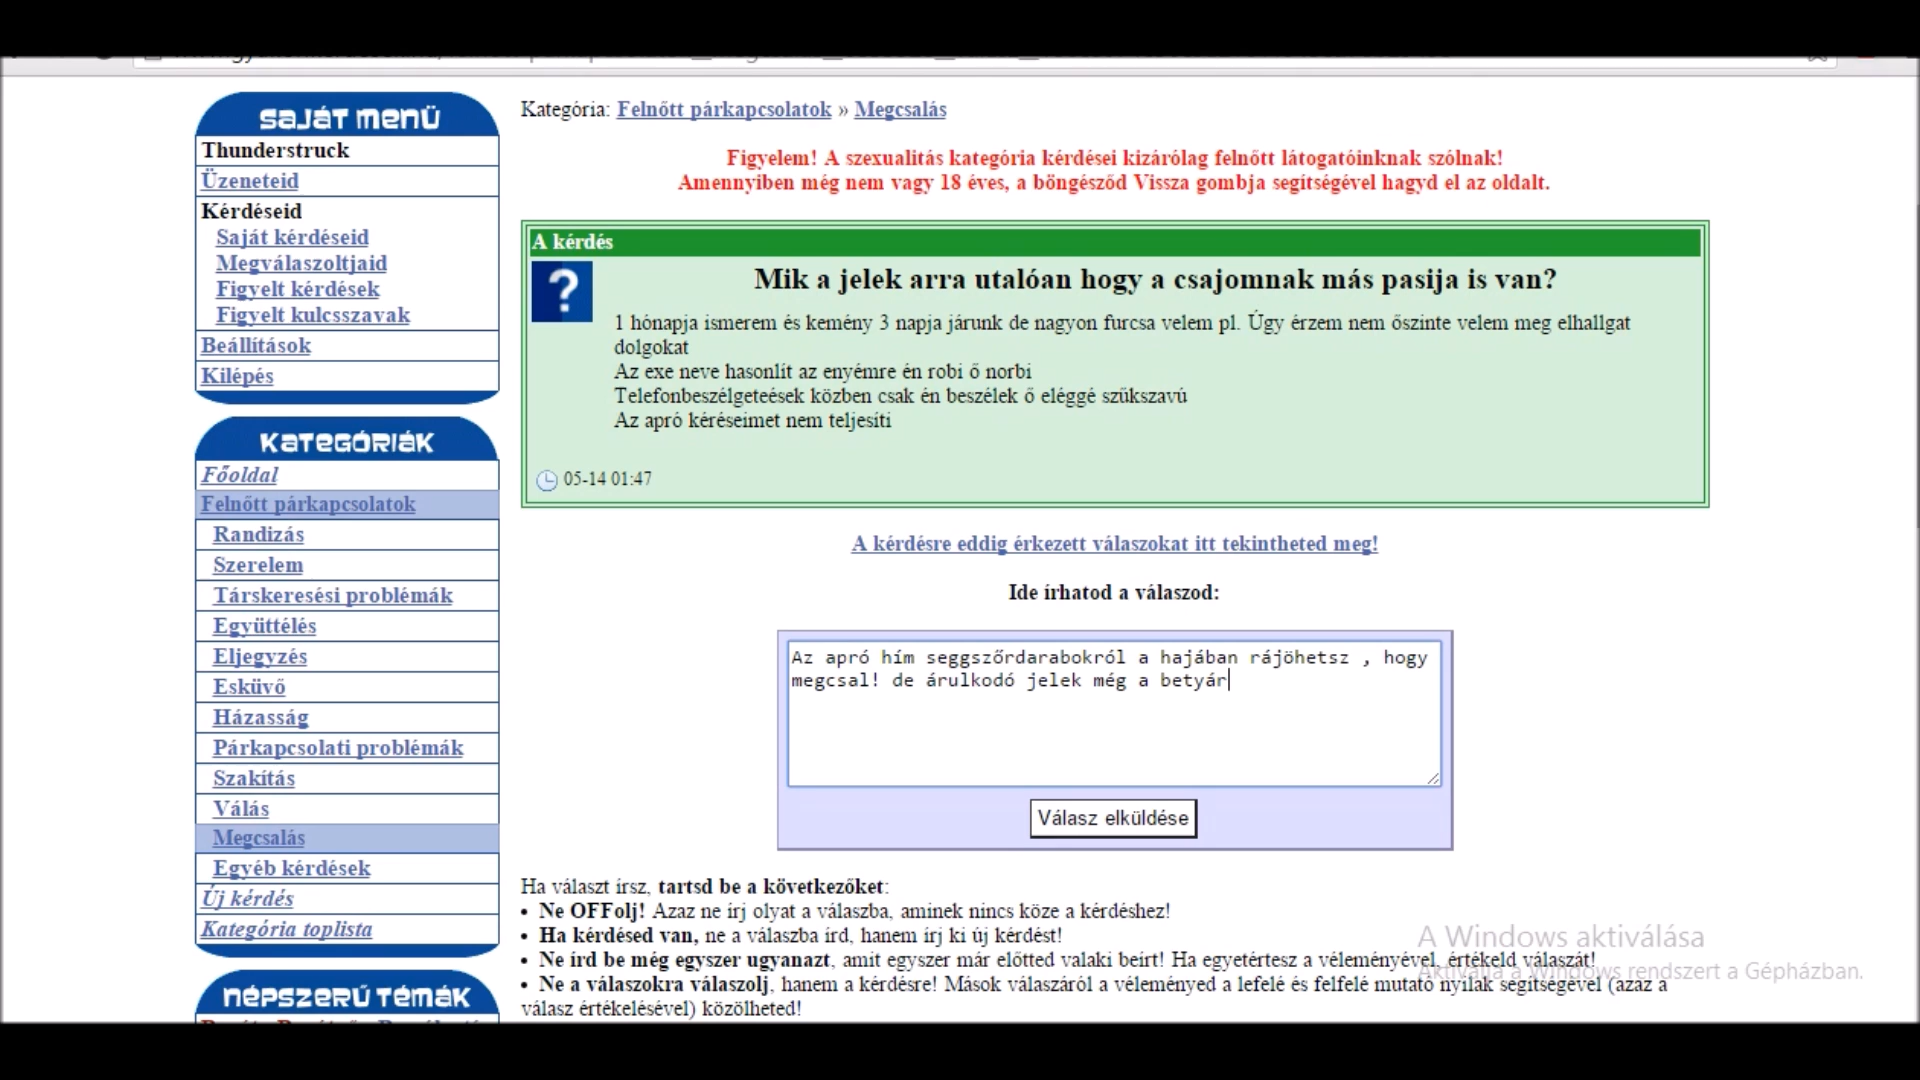 saját menü
Thunderstruck
Üzeneteid
Kérdéseid
Saját kérdéseid
Megválaszoltjaid
Figyelt kérdések
Figyelt kulcsszavak
Beállítások
Kilépés
Kategóriák
Főoldal
Felnőtt párkapcsolatok
Randizás
Szerelem
Társkeresési problémák
Együttélés
Eljegyzés
Esküvő
Házasság
Párkapcsolati problémák
Szakítás
Válás
Megcsalás
Egyéb kérdések
Új kérdés
Kategória toplista
népszerű témák
Kategória: Felnőtt párkapcsolatok » Megcsalás
Figyelem! A szexualitás kategória kérdései kizárólag felnőtt látogatóinknak szólnak!
Amennyiben még nem vagy 18 éves, a böngésződ Vissza gombja segítségével hagyd el az oldalt.
A kérdés
Mik a jelek arra utalóan hogy a csajomnak más pasija is van?
1 hónapja ismerem és kemény 3 napja járunk de nagyon furcsa velem pl. Úgy érzem nem őszinte velem meg elhallgat
dolgokat
Az exe neve hasonlít az enyémre én robi ő norbi
Telefonbeszélgeteések közben csak én beszélek ő eléggé szűkszavú
Az apró kéréseimet nem teljesíti
05-14 01:47
A kérdésre eddig érkezett válaszokat itt tekintheted meg!
Ide írhatod a válaszod:
Az apró hím seggszőrdarabokról a hajában rájöhetsz , hogy
megcsal! de árulkodó jelek még a betyár
Válasz elküldése
Ha választ írsz, tartsd be a következőket:
• Ne OFFolj! Azaz ne írj olyat a válaszba, aminek nincs köze a kérdéshez!
• Ha kérdésed van, ne a válaszba írd, hanem írj ki új kérdést!
• Ne írd be még egyszer ugyanazt, amit egyszer már előtted valaki beírt! Ha egyetértesz a véleményével, értékeld válaszát!
• Ne a válaszokra válaszolj, hanem a kérdésre! Mások válaszáról a véleményed a lefelé és felfelé mutató nyilak segítségével (azaz a
válasz értékelésével) közölheted!
A Windows aktiválása
Aktiválja a Windows rendszert a Gépházban.